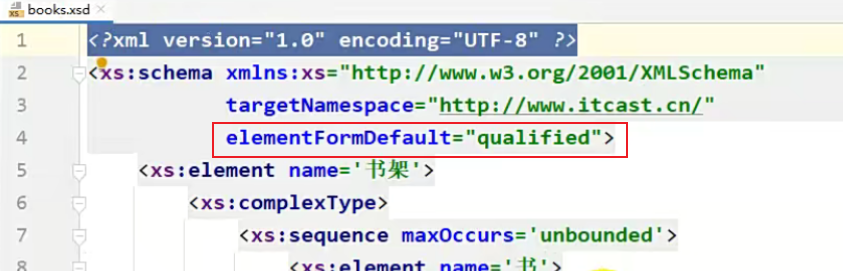 books.xsd
1 <?xml version="1.0" encoding="UTF-8" ?>
2 <xs:schema xmlns:xs="http://www.w3.org/2001/XMLSchema"
3 targetNamespace="http://www.itcast.cn/"
4 elementFormDefault="qualified">
5 <xs:element name='书架'>
6 <xs:complexType>
7 <xs:sequence maxOccurs='unbounded'>
8 <xs:element name='书'>